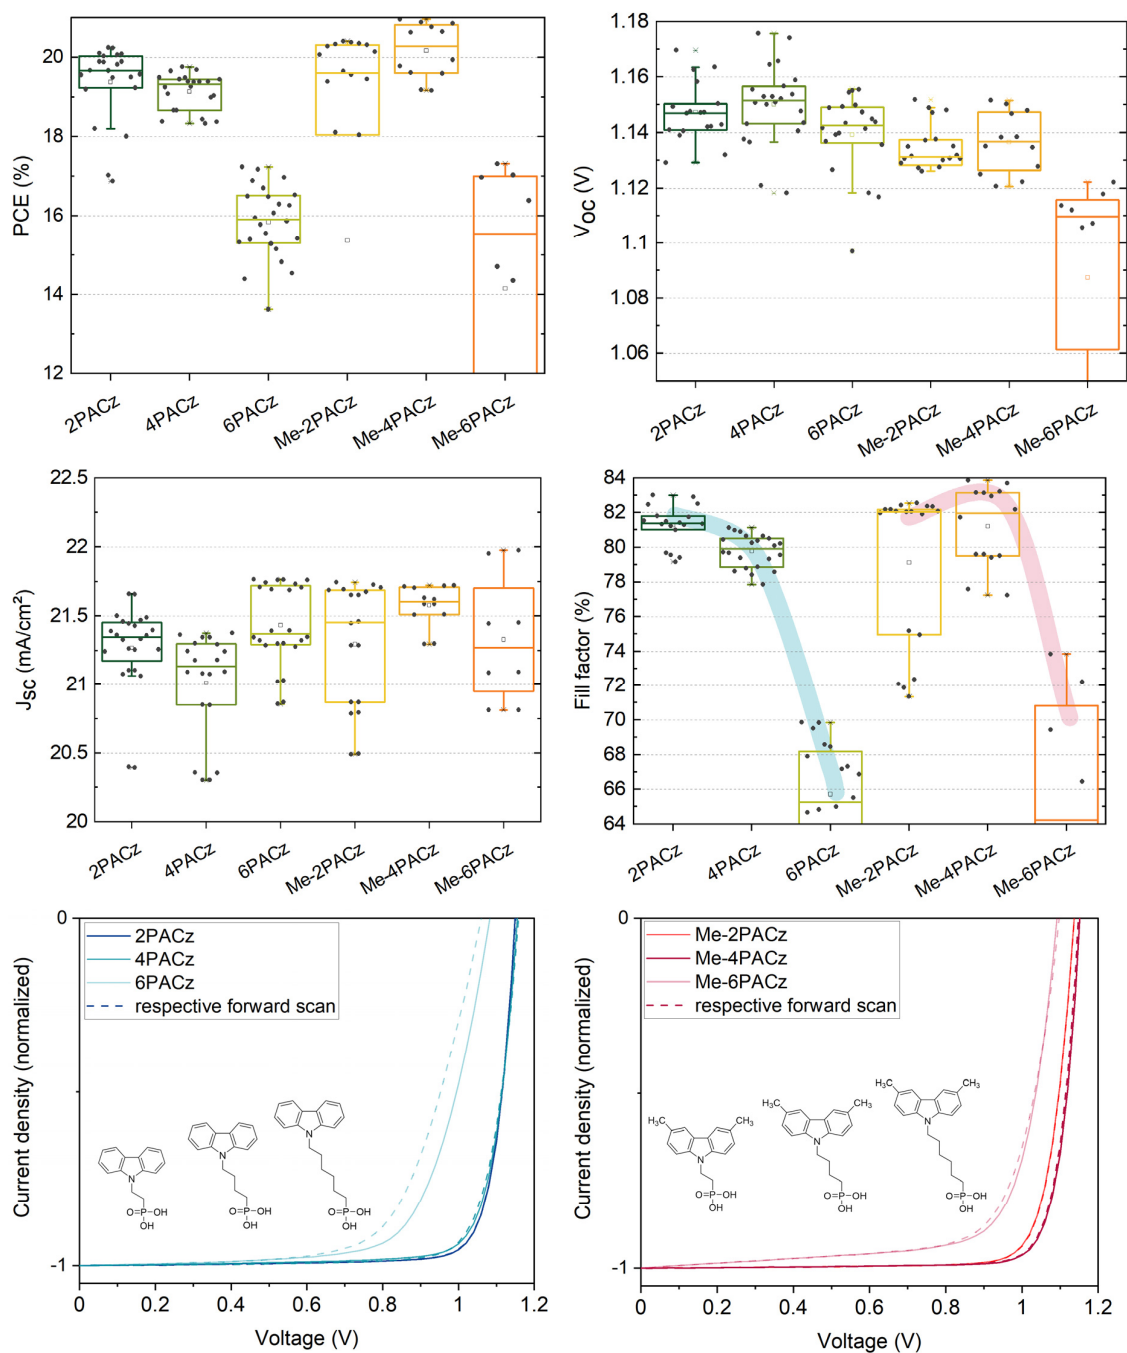 PCE (%)
20
18
16
14
12
2PACz
4PACz
6PACz
Me-2PACz
Me-4PACz
Me-6PACz
VOC (V)
1.18
1.16
1.14
1.12
1.1
1.08
1.06
2PACz
4PACz
6PACz
Me-2PACz
Me-4PACz
Me-6PACz
JSC (mA/cm²)
22.5
22
21.5
21
20.5
20
2PACz
4PACz
6PACz
Me-2PACz
Me-4PACz
Me-6PACz
Fill factor (%)
84
82
80
78
76
74
72
70
68
66
64
2PACz
4PACz
6PACz
Me-2PACz
Me-4PACz
Me-6PACz
Current density (normalized)
0
-1
2PACz
4PACz
6PACz
respective forward scan
N
O=P-OH
OH
N
O=P-OH
OH
N
O=P-OH
OH
0
0.2
0.4
0.6
0.8
1
1.2
Voltage (V)
Current density (normalized)
0
-1
Me-2PACz
Me-4PACz
Me-6PACz
respective forward scan
H₃C
CH₃
N
O=P-OH
OH
H₃C
CH₃
N
O=P-OH
OH
H₃C
CH₃
N
O=P-OH
OH
0
0.2
0.4
0.6
0.8
1
1.2
Voltage (V)